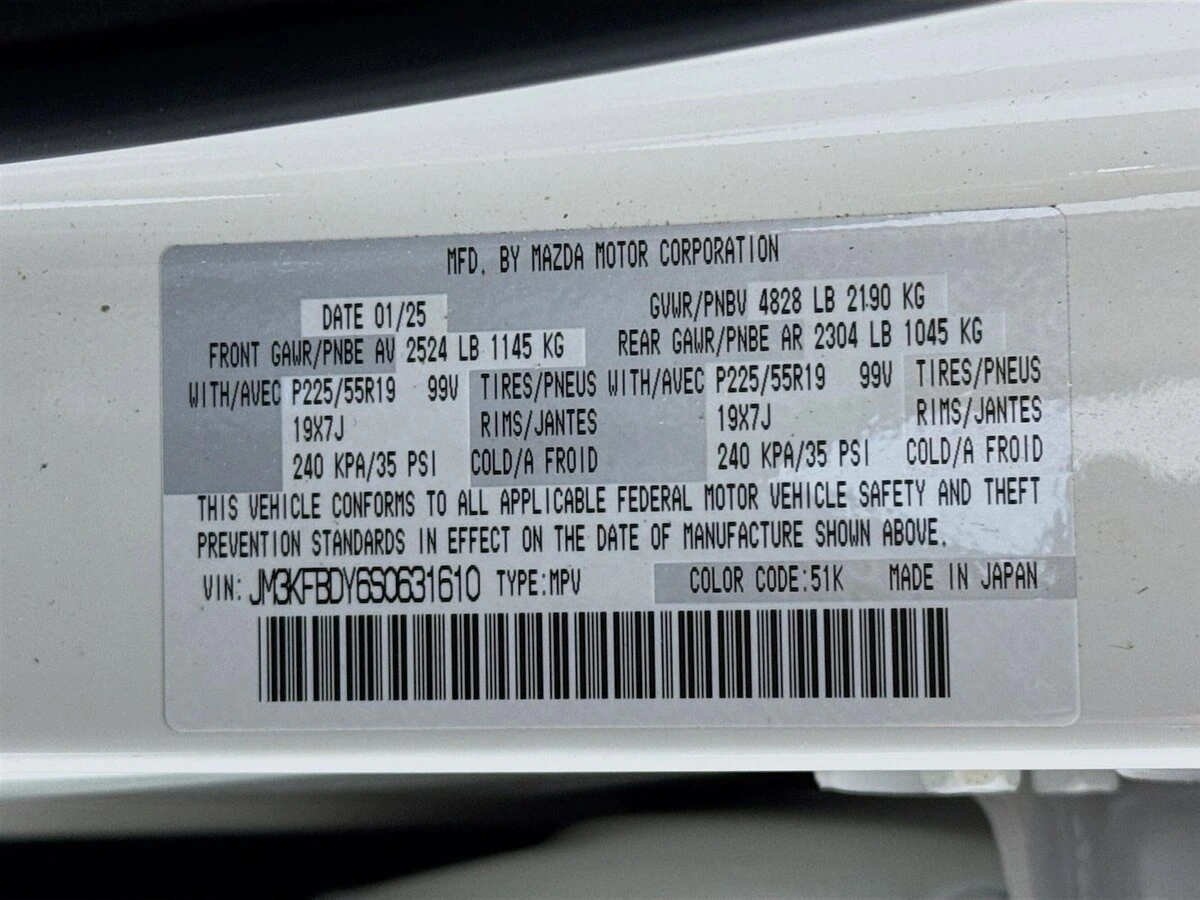 MFD. BY MAZDA MOTOR CORPORATION
DATE 01/25 GVWR/PNBV 4828 LB 2190 KG
FRONT GAWR/PNBE AV 2524 LB 1145 KG REAR GAWR/PNBE AR 2304 LB 1045 KG
WITH/AVEC P225/55R19 99V TIRES/PNEUS WITH/AVEC P225/55R19 99V TIRES/PNEUS
19X7J RIMS/JANTES 19X7J RIMS/JANTES
240 KPA/35 PSI COLD/A FROID 240 KPA/35 PSI COLD/A FROID
THIS VEHICLE CONFORMS TO ALL APPLICABLE FEDERAL MOTOR VEHICLE SAFETY AND THEFT
PREVENTION STANDARDS IN EFFECT ON THE DATE OF MANUFACTURE SHOWN ABOVE.
VIN: JM3KFBDY6S0631610 TYPE:MPV COLOR CODE:51K MADE IN JAPAN